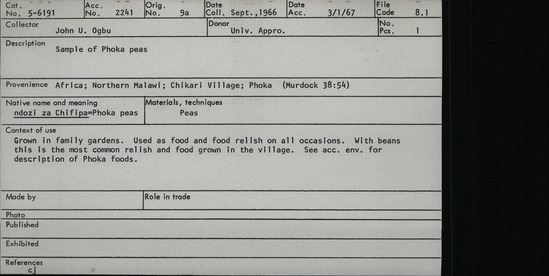 Cat. No. 5-6191 Acc. No. 2241 Orig. No. 9a Date Coll. Sept.,1966 Date Acc. 3/1/67 File Code 8.1
Collector John U. Ogbu Donor Univ. Appro. No. Pcs. 1
Description Sample of Phoka peas
Provenience Africa; Northern Malawi; Chikari Village; Phoka (Murdock 38:54)
Native name and meaning Materials, techniques
ndozi za Chifipa=Phoka peas Peas
Context of use
Grown in family gardens. Used as food and food relish on all occasions. With beans
this is the most common relish and food grown in the village. See acc. env. for
description of Phoka foods.
Made by Role in trade
Photo
Published
Exhibited
References
cj